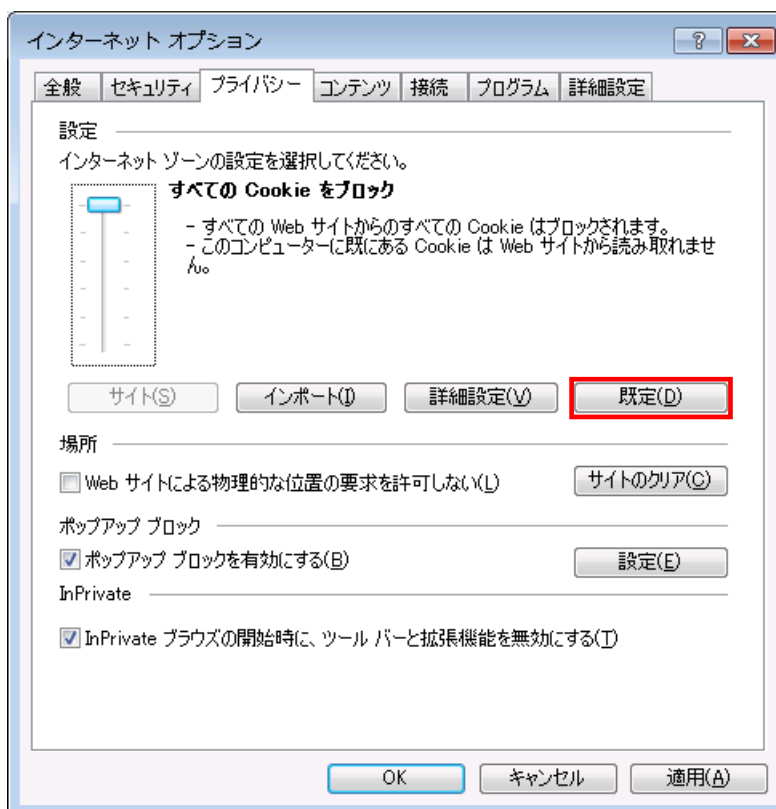 インターネット オプション
全般 セキュリティ プライバシー コンテンツ 接続 プログラム 詳細設定
設定
インターネット ゾーンの設定を選択してください。
すべての Cookie をブロック
- すべての Web サイトからのすべての Cookie はブロックされます。
- このコンピューターに既にある Cookie は Web サイトから読み取れませ
ん。
サイト(S) インポート(I) 詳細設定(V) 既定(D)
場所
Web サイトによる物理的な位置の要求を許可しない(L) サイトのクリア(C)
ポップアップ ブロック
ポップアップ ブロックを有効にする(B) 設定(E)
InPrivate
InPrivate ブラウズの開始時に、ツール バーと拡張機能を無効にする(T)
OK キャンセル 適用(A)